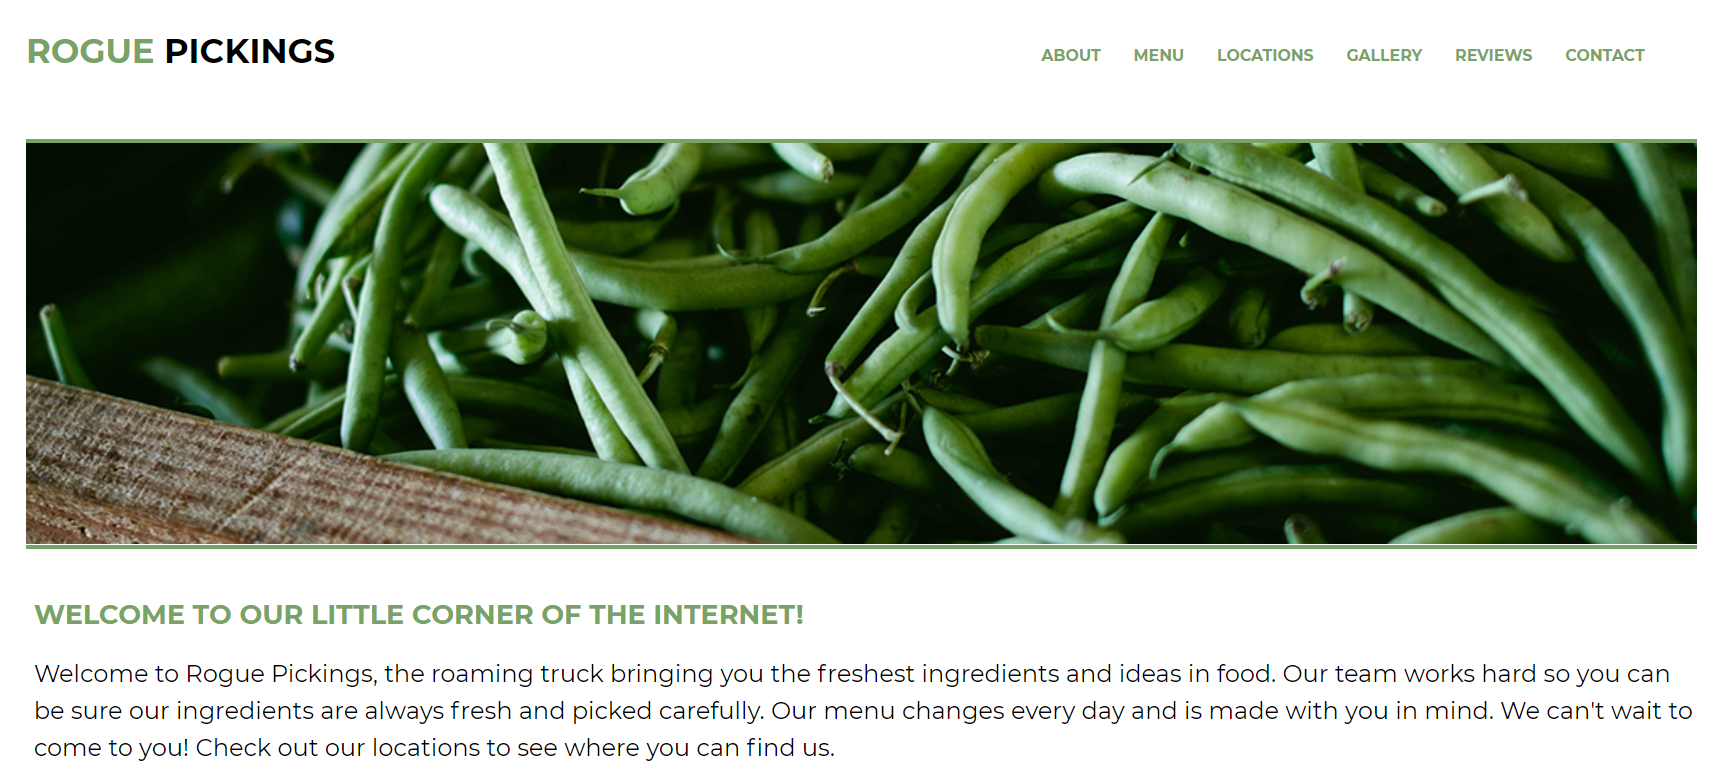 ROGUE PICKINGS
ABOUT MENU LOCATIONS GALLERY REVIEWS CONTACT
WELCOME TO OUR LITTLE CORNER OF THE INTERNET!
Welcome to Rogue Pickings, the roaming truck bringing you the freshest ingredients and ideas in food. Our team works hard so you can
be sure our ingredients are always fresh and picked carefully. Our menu changes every day and is made with you in mind. We can't wait to
come to you! Check out our locations to see where you can find us.